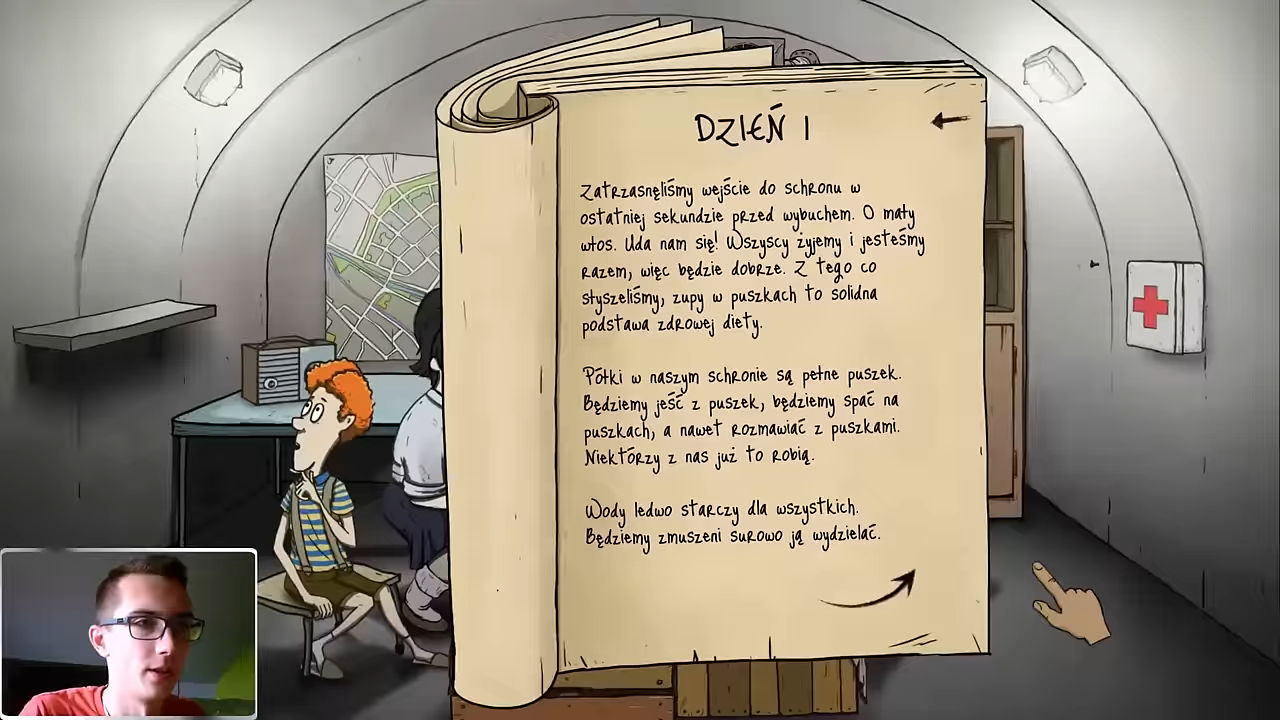 DZIEŃ 1
Zatrzasnęliśmy wejście do schronu w
ostatniej sekundzie przed wybuchem. O mały
włos. Uda nam się! Wszyscy żyjemy i jesteśmy
razem, więc będzie dobrze. Z tego co
słyszeliśmy, zupy w puszkach to solidna
podstawa zdrowej diety.
Półki w naszym schronie są pełne puszek.
Będziemy jeść z puszek, będziemy spać na
puszkach, a nawet rozmawiać z puszkami.
Niektórzy z nas już to robią.
Wody ledwo starczy dla wszystkich.
Będziemy zmuszeni surowo ją wydzielać.